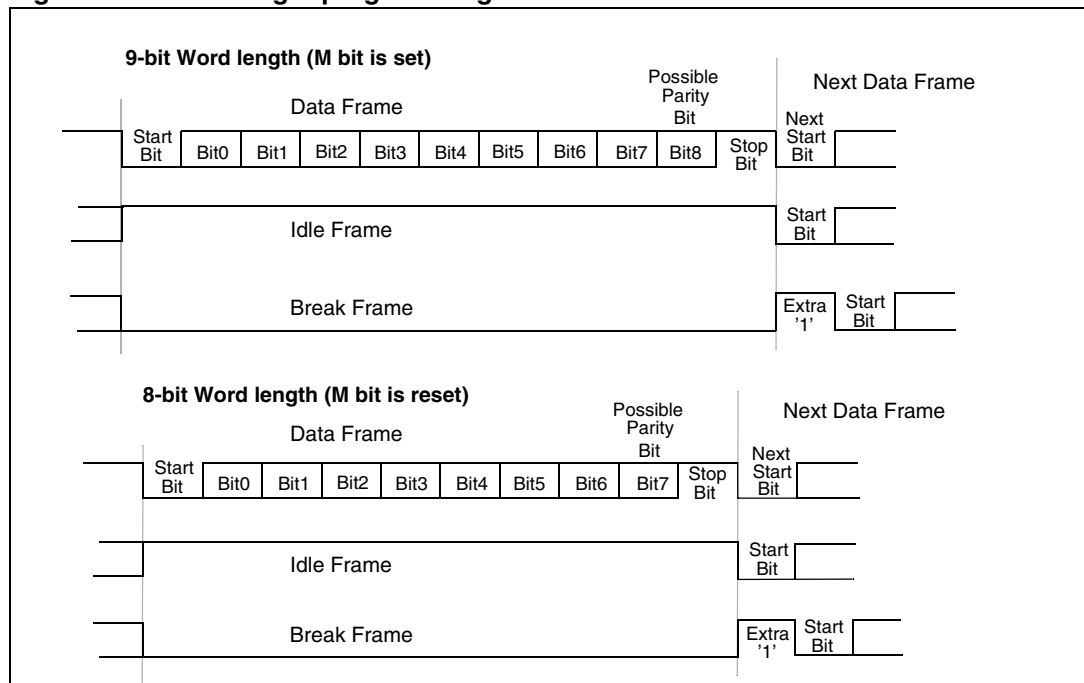 9-bit Word length (M bit is set)
Possible
Parity
Bit
Next Data Frame
Data Frame
Start
Bit
Bit0 Bit1 Bit2 Bit3 Bit4 Bit5 Bit6 Bit7 Bit8
Stop
Bit
Next
Start
Bit
Idle Frame
Start
Bit
Break Frame
Extra
'1'
Start
Bit
8-bit Word length (M bit is reset)
Possible
Parity
Bit
Next Data Frame
Data Frame
Start
Bit
Bit0 Bit1 Bit2 Bit3 Bit4 Bit5 Bit6 Bit7
Stop
Bit
Next
Start
Bit
Idle Frame
Start
Bit
Break Frame
Extra
'1'
Start
Bit